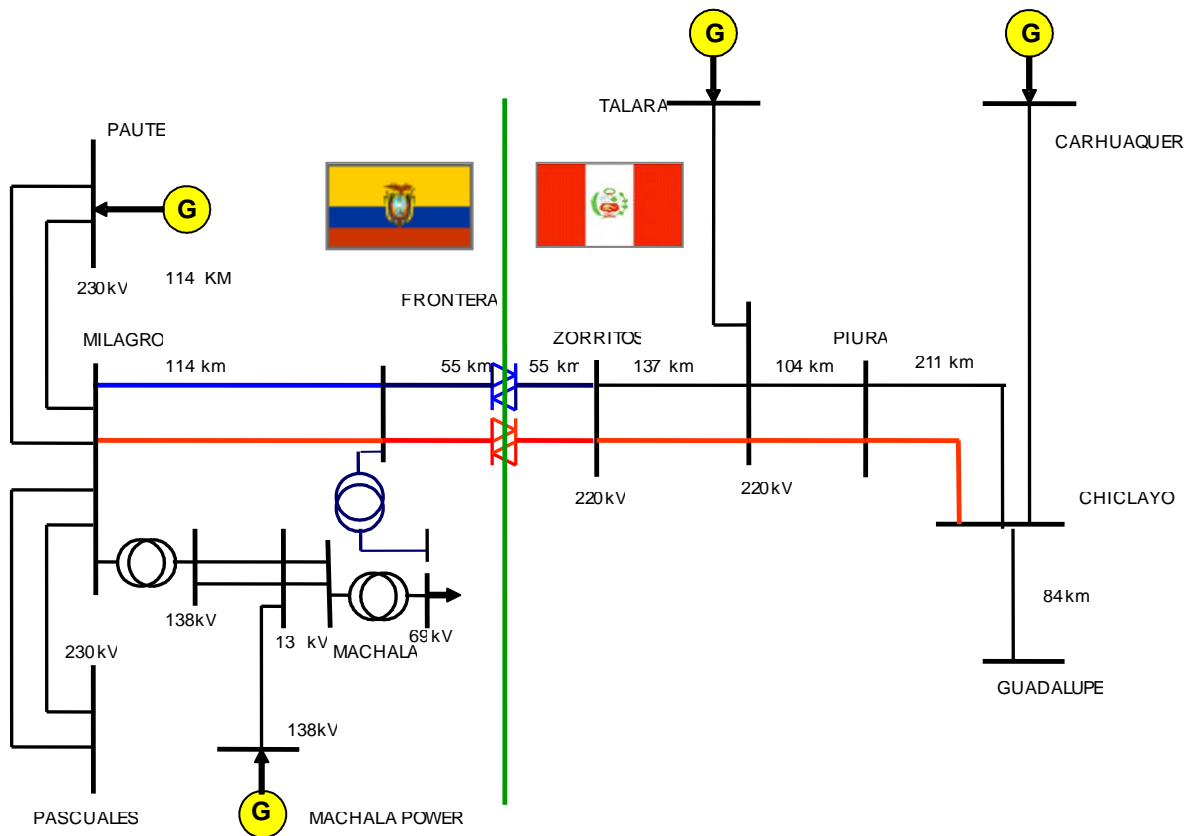 G
G
TALARA
PAUTE
CARHUAQUER
G
230kV
114 KM
FRONTERA
MILAGRO
ZORRITOS
PIURA
114 km
55 km
55 km
137 km
104 km
211 km
220kV
220kV
CHICLAYO
138kV
13 kV
69kV
MACHALA
230kV
84km
GUADALUPE
138kV
G
PASCUALES
MACHALA POWER